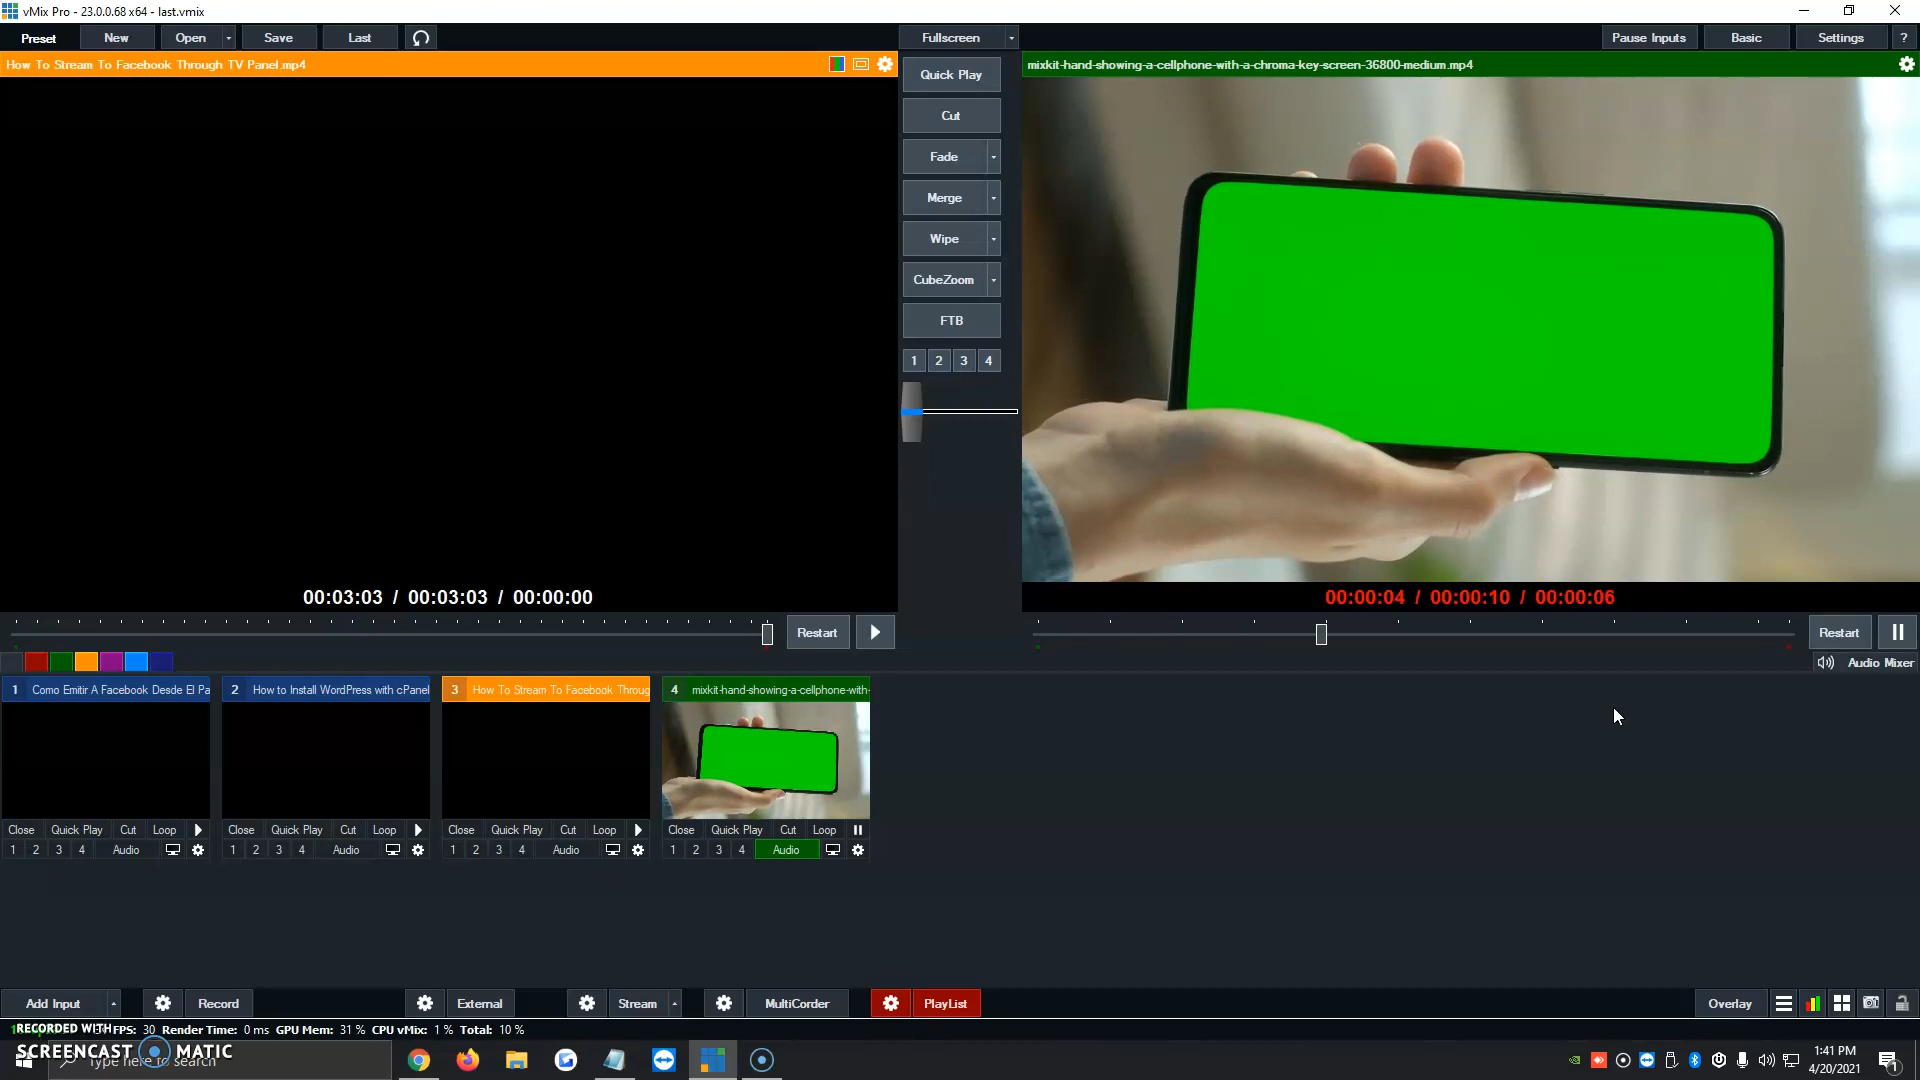 vMix Pro - 23.0.0.68 x64 - last.vmix
Preset New Open Save Last Fullscreen Pause Inputs Basic Settings ?
How To Stream To Facebook Through TV Panel.mp4
mixkit-hand-showing-a-cellphone-with-a-chroma-key-screen-36800-medium.mp4
Quick Play
Cut
Fade
Merge
Wipe
CubeZoom
FTB
1 2 3 4
00:03:03 / 00:03:03 / 00:00:00
00:00:04 / 00:00:10 / 00:00:06
Restart
Restart
Audio Mixer
1 Como Emitir A Facebook Desde El Pa
2 How to Install WordPress with cPanel
3 How To Stream To Facebook Throug
4 mixkit-hand-showing-a-cellphone-with-
Close Quick Play Cut Loop
Close Quick Play Cut Loop
Close Quick Play Cut Loop
Close Quick Play Cut Loop
1 2 3 4 Audio
1 2 3 4 Audio
1 2 3 4 Audio
1 2 3 4 Audio
Add Input Record External Stream MultiCorder PlayList Overlay
RECORDED WITH FPS: 30 Render Time: 0 ms GPU Mem: 31 % CPU vMix: 1 % Total: 10 %
SCREENCAST MATIC
Type here to search
1:41 PM
4/20/2021
1